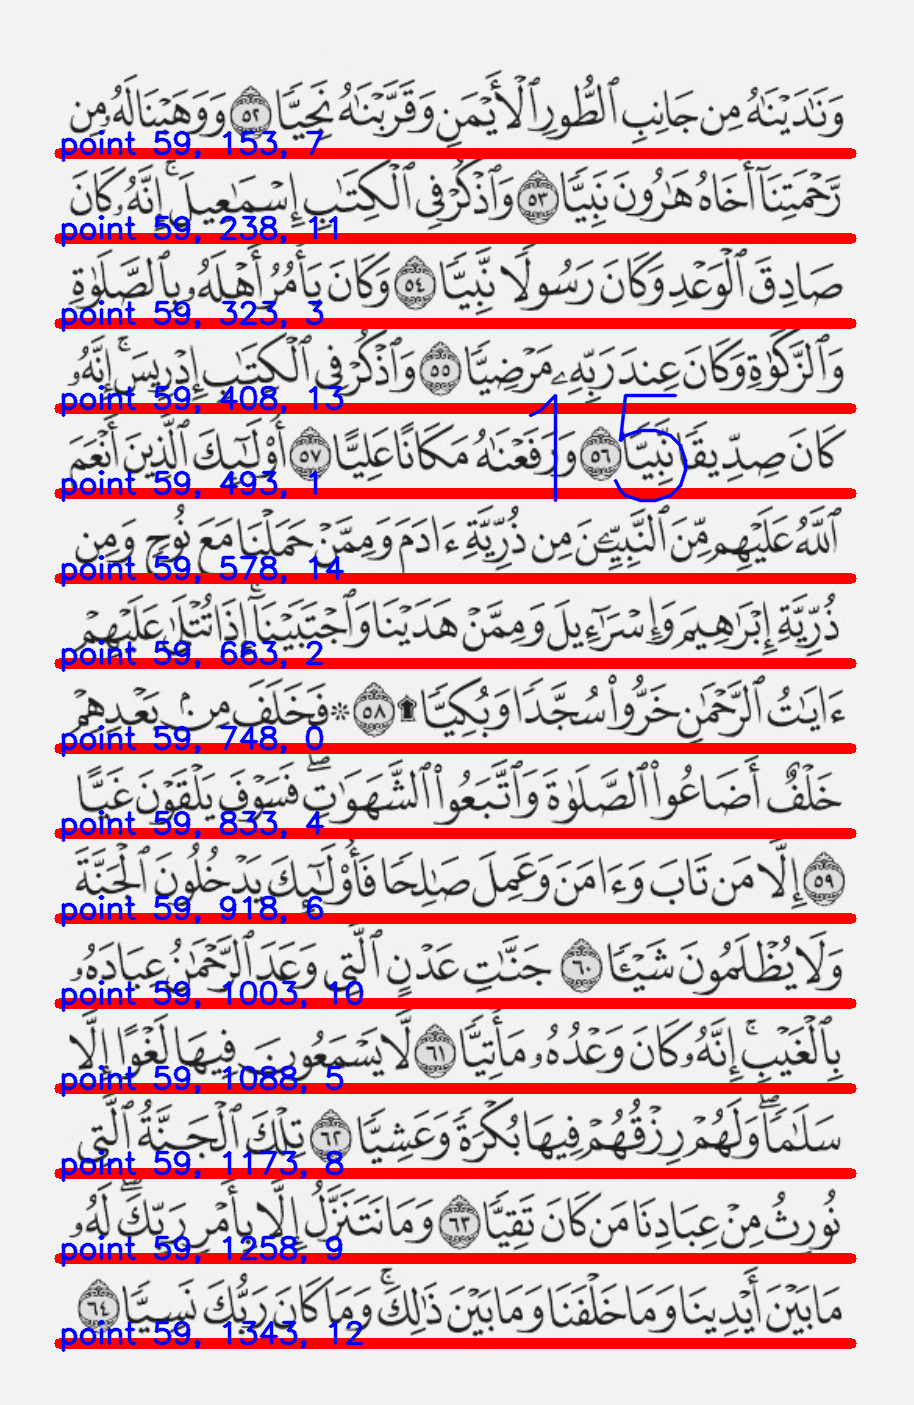 وَنَٰدَيۡنَٰهُ مِن جَانِبِ ٱلطُّورِ ٱلۡأَيۡمَنِ وَقَرَّبۡنَٰهُ نَجِيّٗا ٥٢ وَوَهَبۡنَا لَهُۥ مِن
point 59, 153, 7
رَّحۡمَتِنَآ أَخَاهُ هَٰرُونَ نَبِيّٗا ٥٣ وَٱذۡكُرۡ فِي ٱلۡكِتَٰبِ إِسۡمَٰعِيلَۚ إِنَّهُۥ كَانَ
point 59, 238, 11
صَادِقَ ٱلۡوَعۡدِ وَكَانَ رَسُولٗا نَّبِيّٗا ٥٤ وَكَانَ يَأۡمُرُ أَهۡلَهُۥ بِٱلصَّلَوٰةِ
point 59, 323, 3
وَٱلزَّكَوٰةِ وَكَانَ عِندَ رَبِّهِۦ مَرۡضِيّٗا ٥٥ وَٱذۡكُرۡ فِي ٱلۡكِتَٰبِ إِدۡرِيسَۚ إِنَّهُۥ
point 59, 408, 13
15
كَانَ صِدِّيقٗا نَّبِيّٗا ٥٦ وَرَفَعۡنَٰهُ مَكَانًا عَلِيًّا ٥٧ أُوْلَٰٓئِكَ ٱلَّذِينَ أَنۡعَمَ
point 59, 493, 1
ٱللَّهُ عَلَيۡهِم مِّنَ ٱلنَّبِيِّـۧنَ مِن ذُرِّيَّةِ ءَادَمَ وَمِمَّنۡ حَمَلۡنَا مَعَ نُوحٖ وَمِن
point 59, 578, 14
ذُرِّيَّةِ إِبۡرَٰهِيمَ وَإِسۡرَٰٓءِيلَ وَمِمَّنۡ هَدَيۡنَا وَٱجۡتَبَيۡنَآۚ إِذَا تُتۡلَىٰ عَلَيۡهِمۡ
point 59, 663, 2
ءَايَٰتُ ٱلرَّحۡمَٰنِ خَرُّواْۤ سُجَّدٗا وَبُكِيّٗا۩ ٥٨ ۞ فَخَلَفَ مِنۢ بَعۡدِهِمۡ
point 59, 748, 0
خَلۡفٌ أَضَاعُواْ ٱلصَّلَوٰةَ وَٱتَّبَعُواْ ٱلشَّهَوَٰتِۖ فَسَوۡفَ يَلۡقَوۡنَ غَيًّا
point 59, 833, 4
٥٩ إِلَّا مَن تَابَ وَءَامَنَ وَعَمِلَ صَٰلِحٗا فَأُوْلَٰٓئِكَ يَدۡخُلُونَ ٱلۡجَنَّةَ
point 59, 918, 6
وَلَا يُظۡلَمُونَ شَيۡـٔٗا ٦٠ جَنَّٰتِ عَدۡنٍ ٱلَّتِي وَعَدَ ٱلرَّحۡمَٰنُ عِبَادَهُۥ
point 59, 1003, 10
بِٱلۡغَيۡبِۚ إِنَّهُۥ كَانَ وَعۡدُهُۥ مَأۡتِيّٗا ٦١ لَّا يَسۡمَعُونَ فِيهَا لَغۡوًا إِلَّا
point 59, 1088, 5
سَلَٰمٗاۖ وَلَهُمۡ رِزۡقُهُمۡ فِيهَا بُكۡرَةٗ وَعَشِيّٗا ٦٢ تِلۡكَ ٱلۡجَنَّةُ ٱلَّتِي
point 59, 1173, 8
نُورِثُ مِنۡ عِبَادِنَا مَن كَانَ تَقِيّٗا ٦٣ وَمَا نَتَنَزَّلُ إِلَّا بِأَمۡرِ رَبِّكَۖ لَهُۥ
point 59, 1258, 9
مَا بَيۡنَ أَيۡدِينَا وَمَا خَلۡفَنَا وَمَا بَيۡنَ ذَٰلِكَۚ وَمَا كَانَ رَبُّكَ نَسِيّٗا ٦٤
point 59, 1343, 12